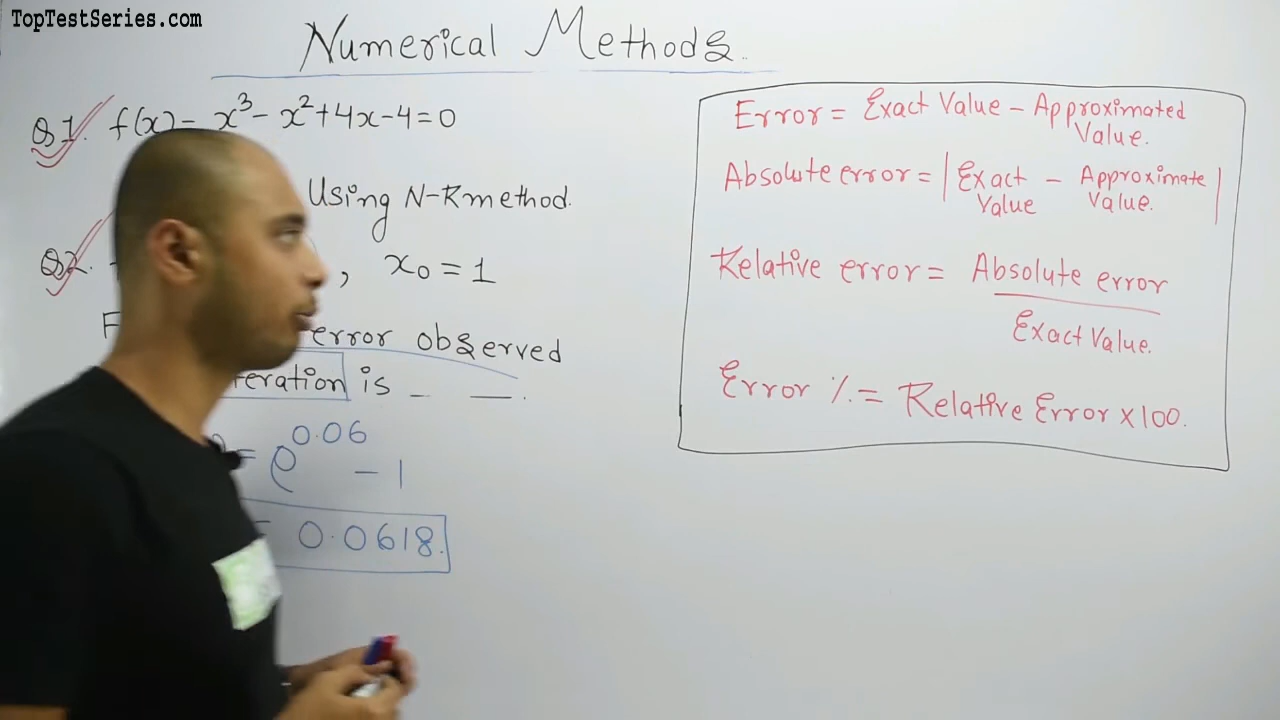 TopTestSeries.com
Numerical Methods.
Q1. f(x) = x³ - x² + 4x - 4 = 0
Using N-R method.
Q2. , x₀ = 1
error observed
iteration is _ _.
= e^0.06 - 1
= 0.0618.
Error = Exact Value - Approximated
Value.
Absolute error = | Exact - Approximate |
Value Value.
Relative error = Absolute error
Exact Value.
Error % = Relative Error × 100.